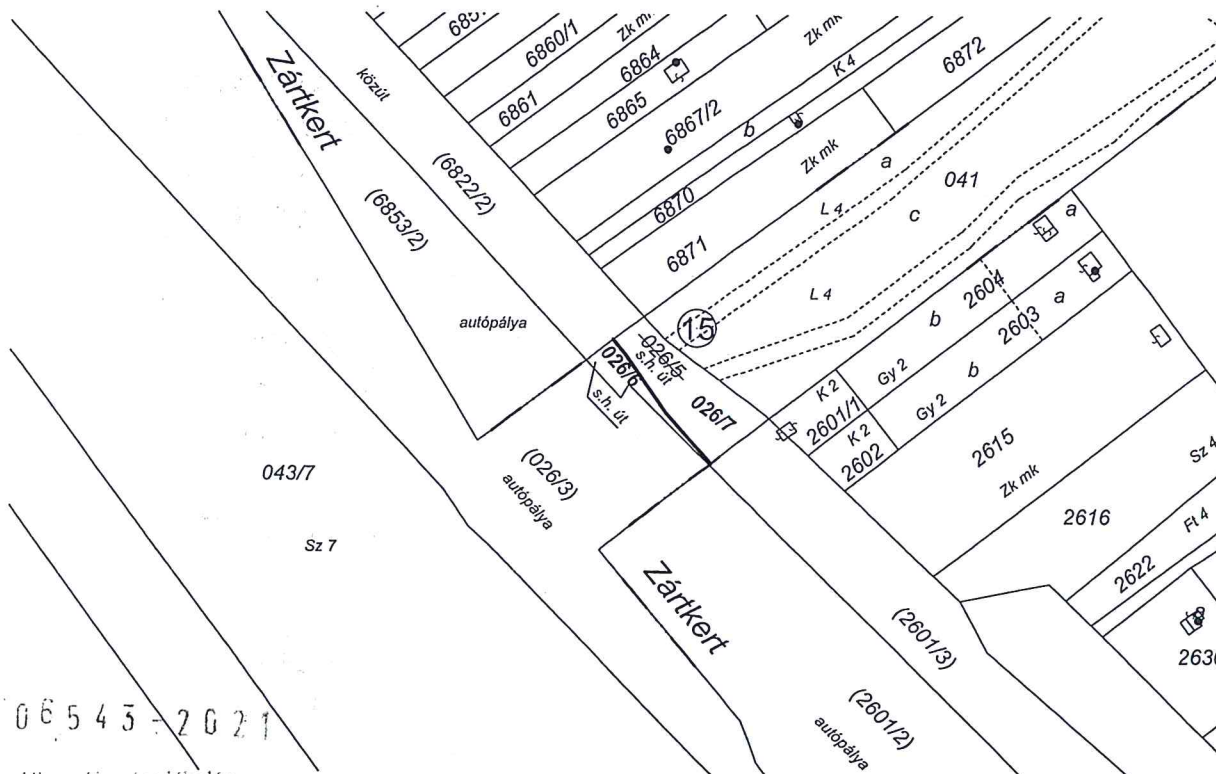 6860/1
Zk mk
6864
6861
6865
Zk mk
6867/2
K 4
b
6872
Zk mk
6870
6871
Zártkert
közút
(6822/2)
(6853/2)
autópálya
a
041
L 4
c
L 4
15
026/5
s.h. út
026/6
s.h. út
026/7
a
2604
b
a
2603
b
Gy 2
Gy 2
K 2
2601/1
K 2
2602
2615
Zk mk
Sz 4
2616
Ft 4
2622
(026/3)
autópálya
043/7
Sz 7
Zártkert
(2601/3)
(2601/2)
autópálya
06543-2021